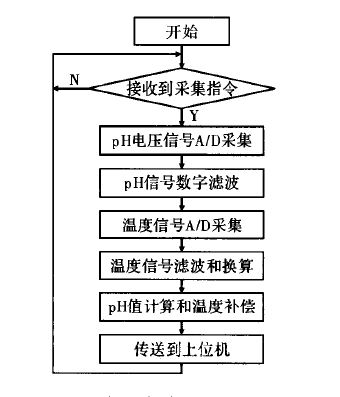 开始
N
接收到采集指令
Y
pH电压信号A/D采集
pH信号数字滤波
温度信号A/D采集
温度信号滤波和换算
pH值计算和温度补偿
传送到上位机